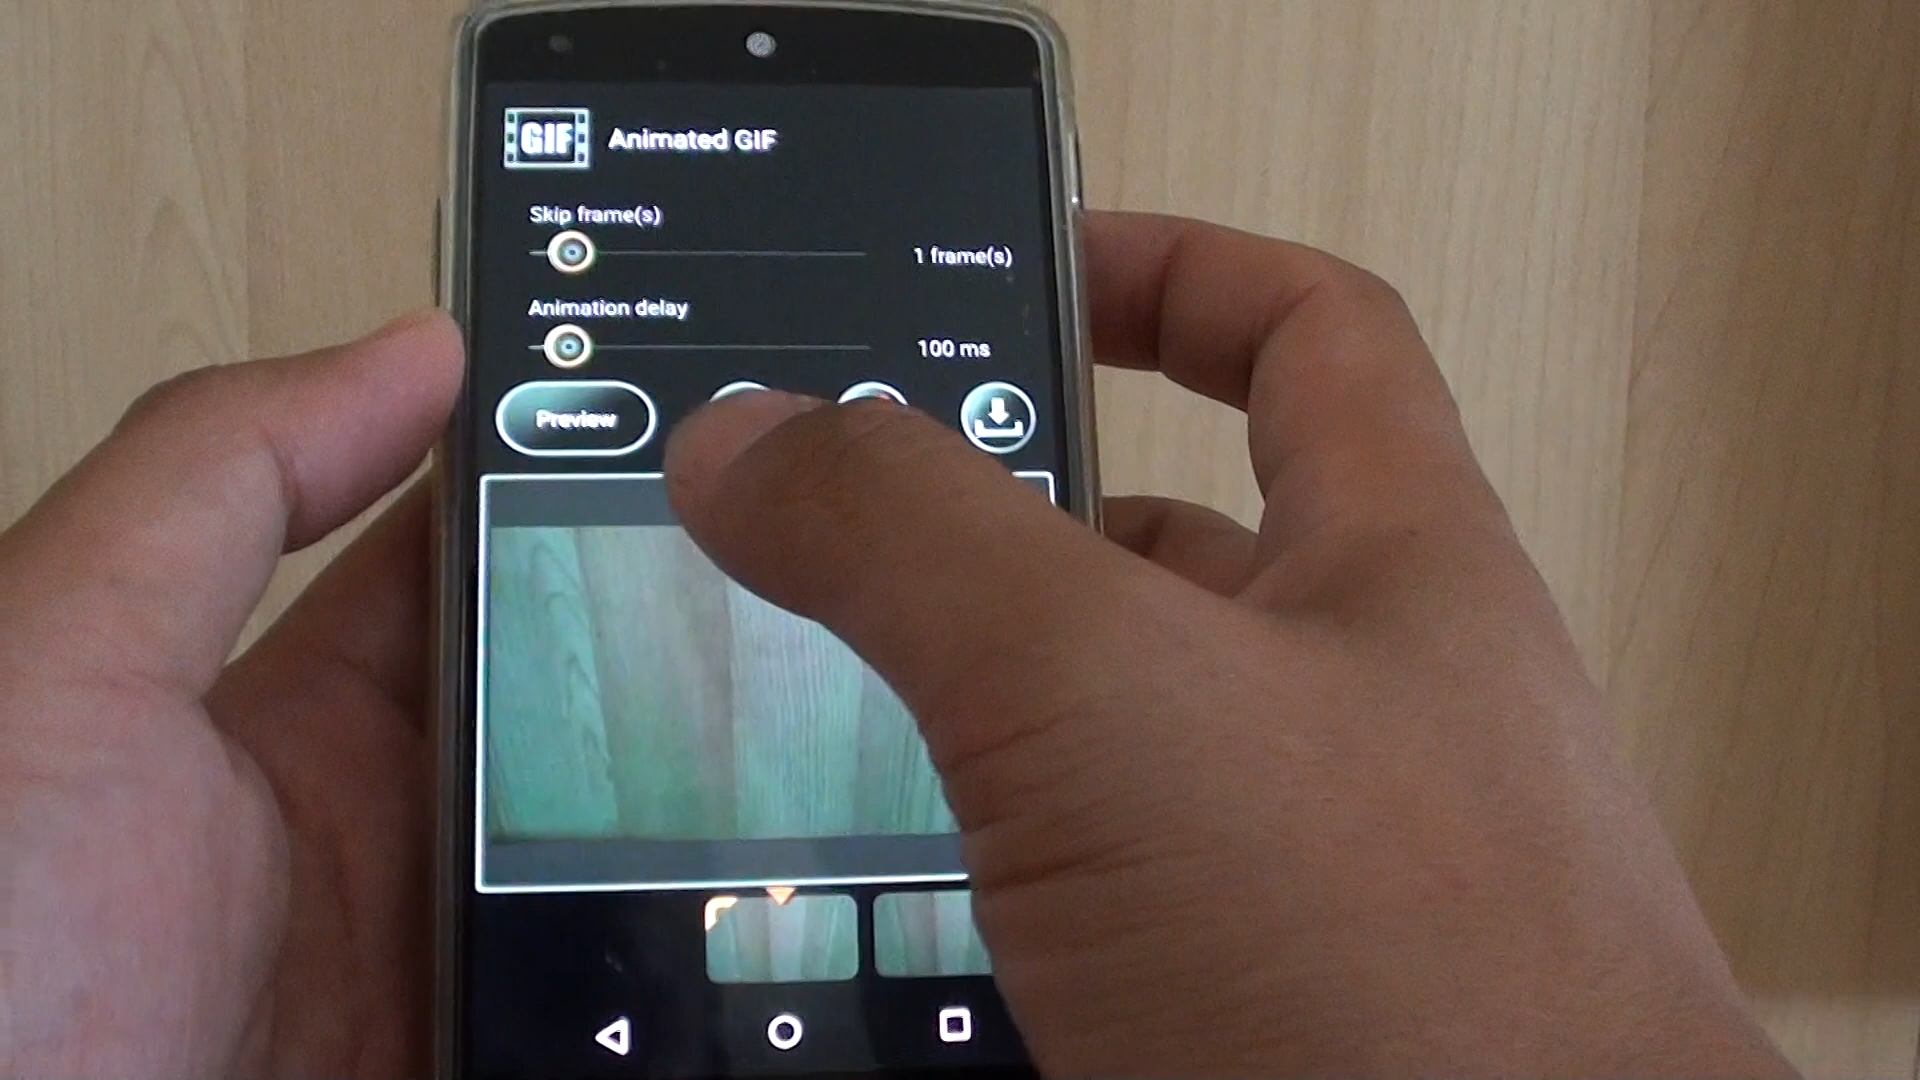 GIF Animated GIF
Skip frame(s)
1 frame(s)
Animation delay
100 ms
Preview